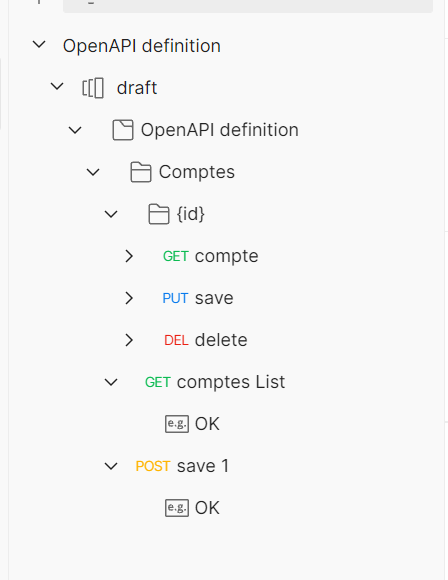 OpenAPI definition
draft
OpenAPI definition
Comptes
{id}
GET compte
PUT save
DEL delete
GET comptes List
e.g. OK
POST save 1
e.g. OK